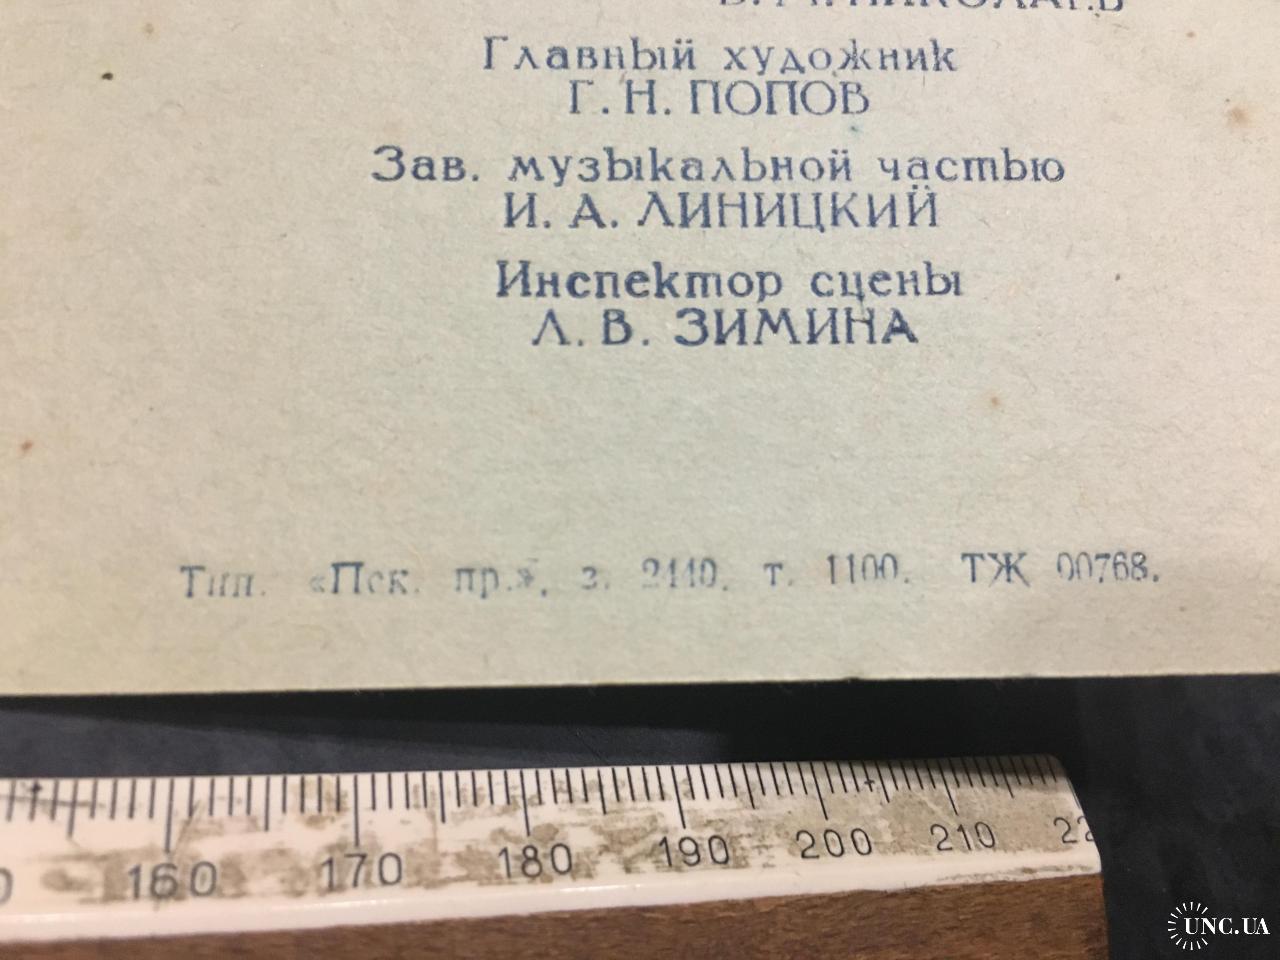 Главный художник
Г. Н. ПОПОВ
Зав. музыкальной частью
И. А. ЛИНИЦКИЙ
Инспектор сцены
Л. В. ЗИМИНА
Тип. «Пск. пр.», з. 2440. т. 1100. ТЖ 00768.
160 170 180 190 200 210
UNC.UA